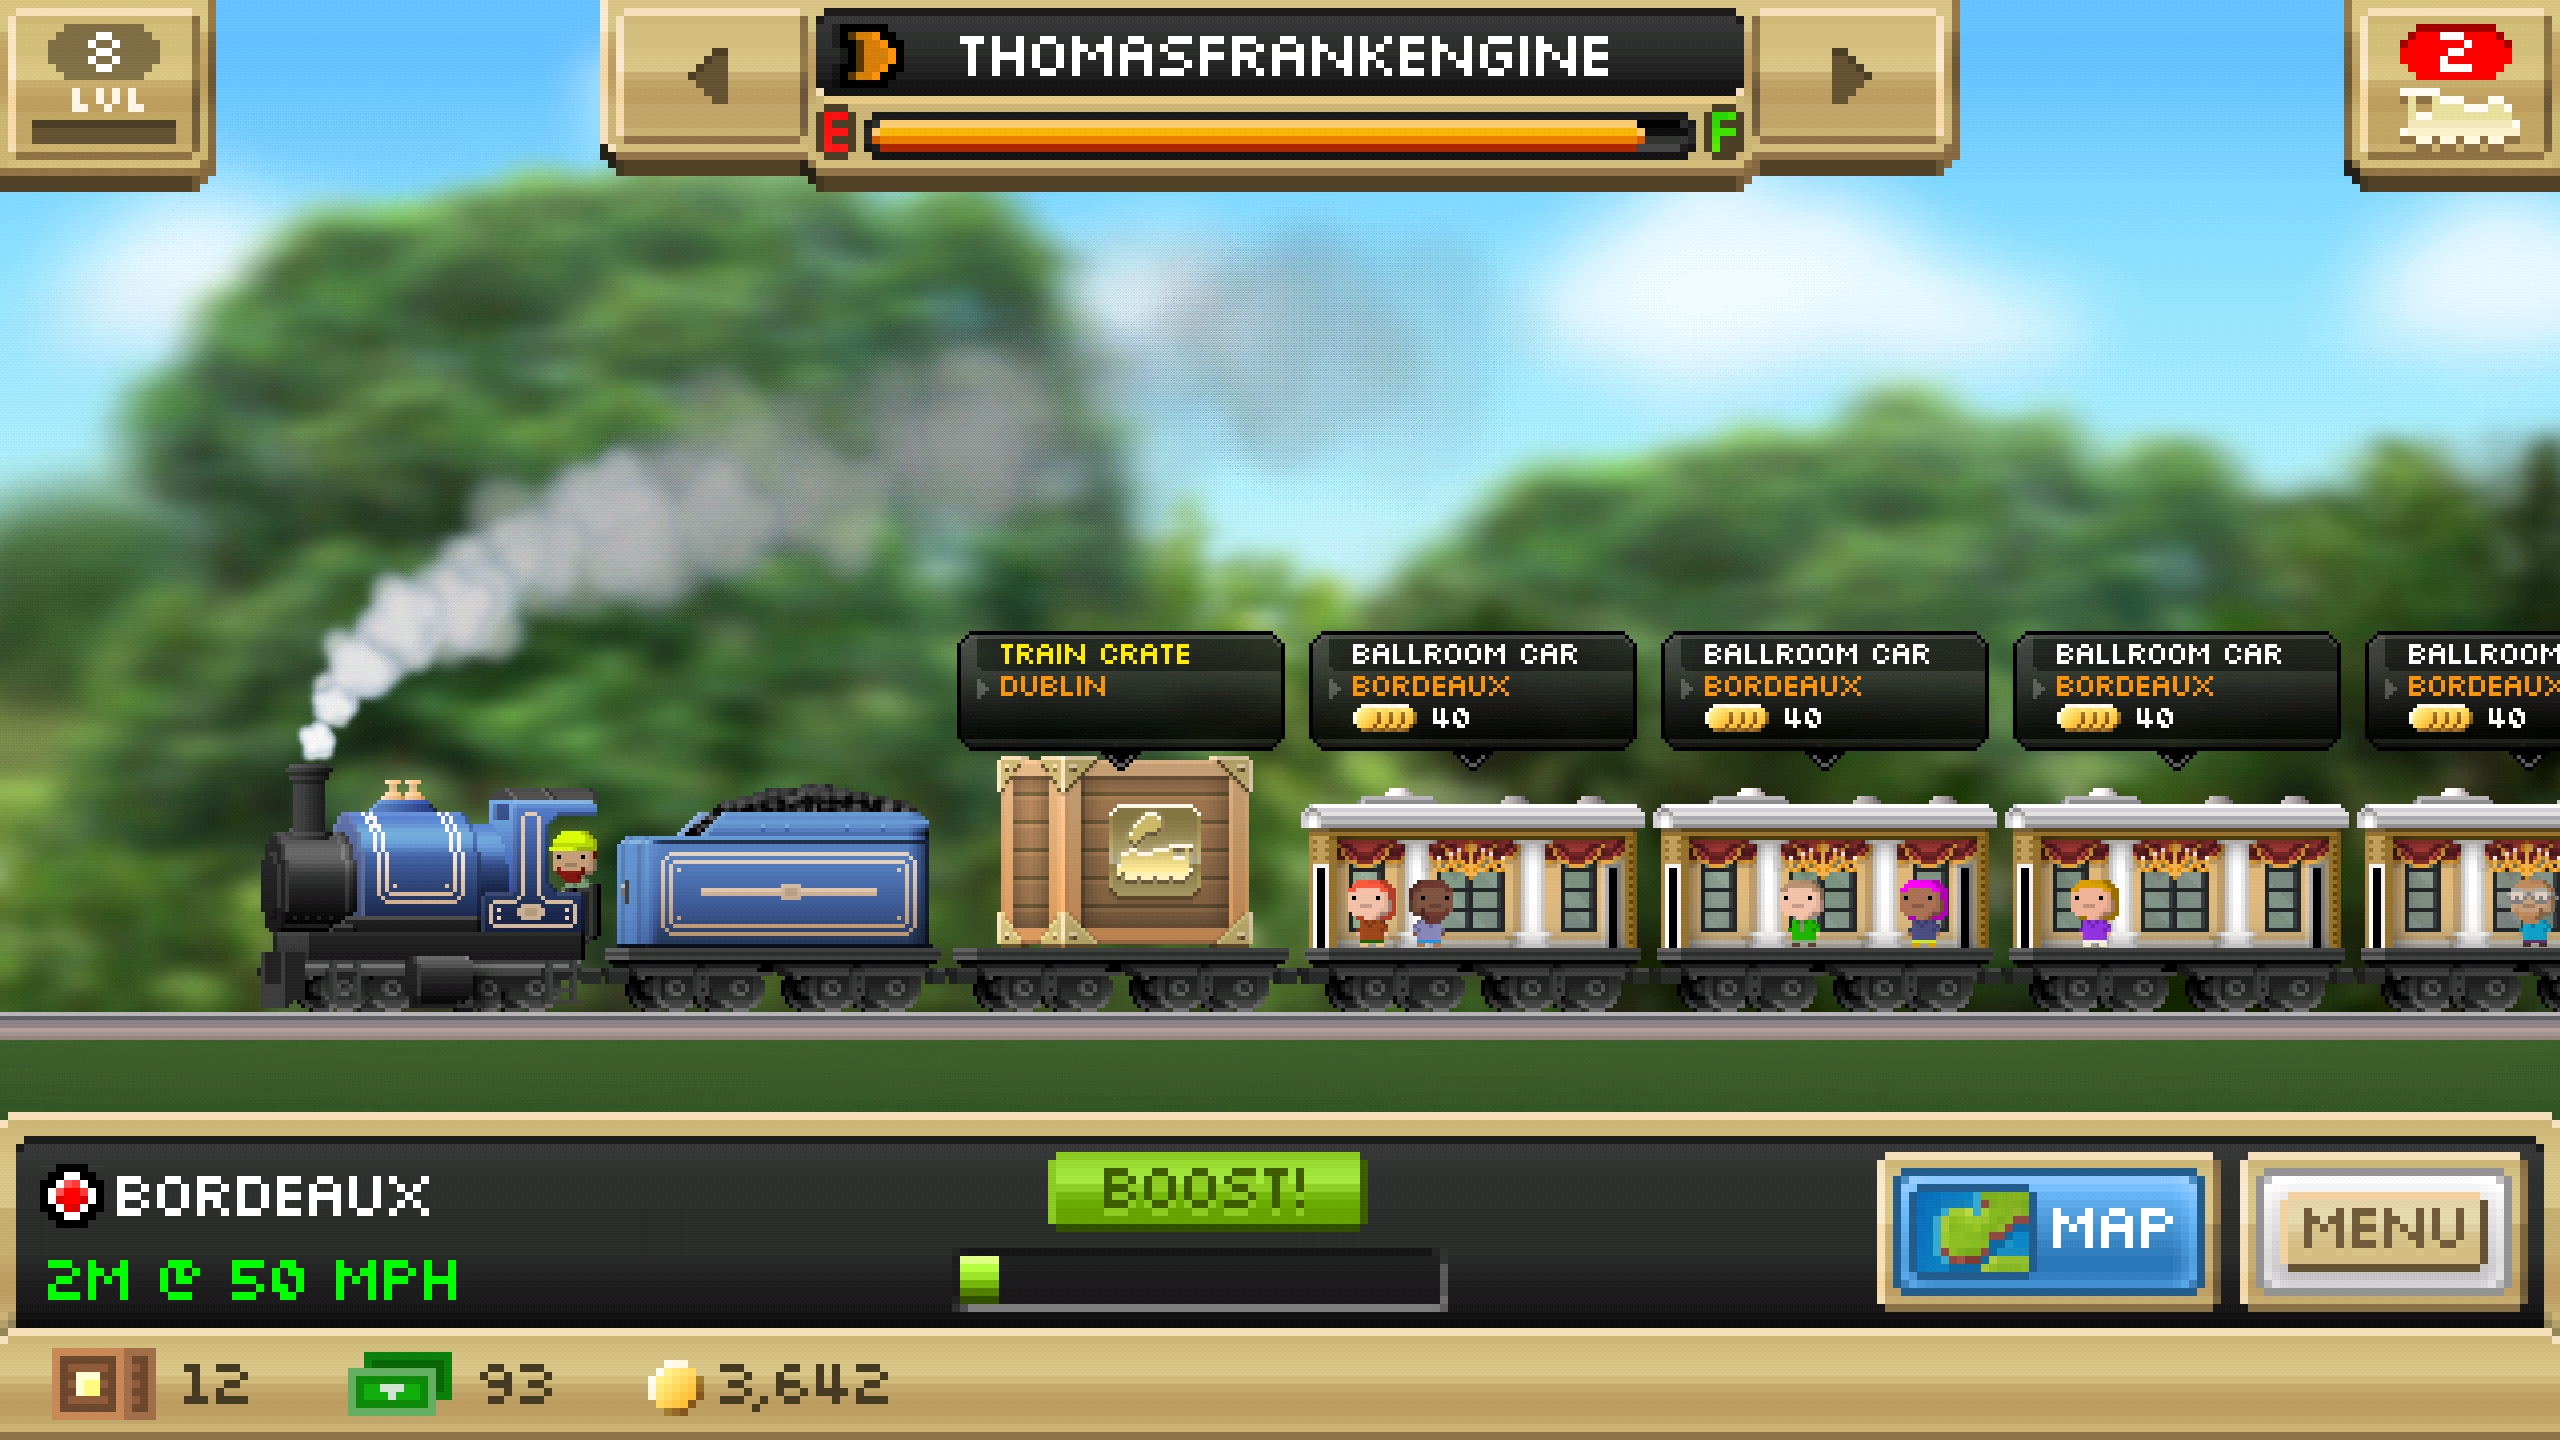 8
LVL
THOMASFRANKENGINE
E F
2
TRAIN CRATE
DUBLIN
BALLROOM CAR
BORDEAUX
40
BALLROOM CAR
BORDEAUX
40
BALLROOM CAR
BORDEAUX
40
BALLROOM
BORDEAUX
40
BORDEAUX
2M @ 50 MPH
BOOST!
MAP
MENU
12
93
3,642